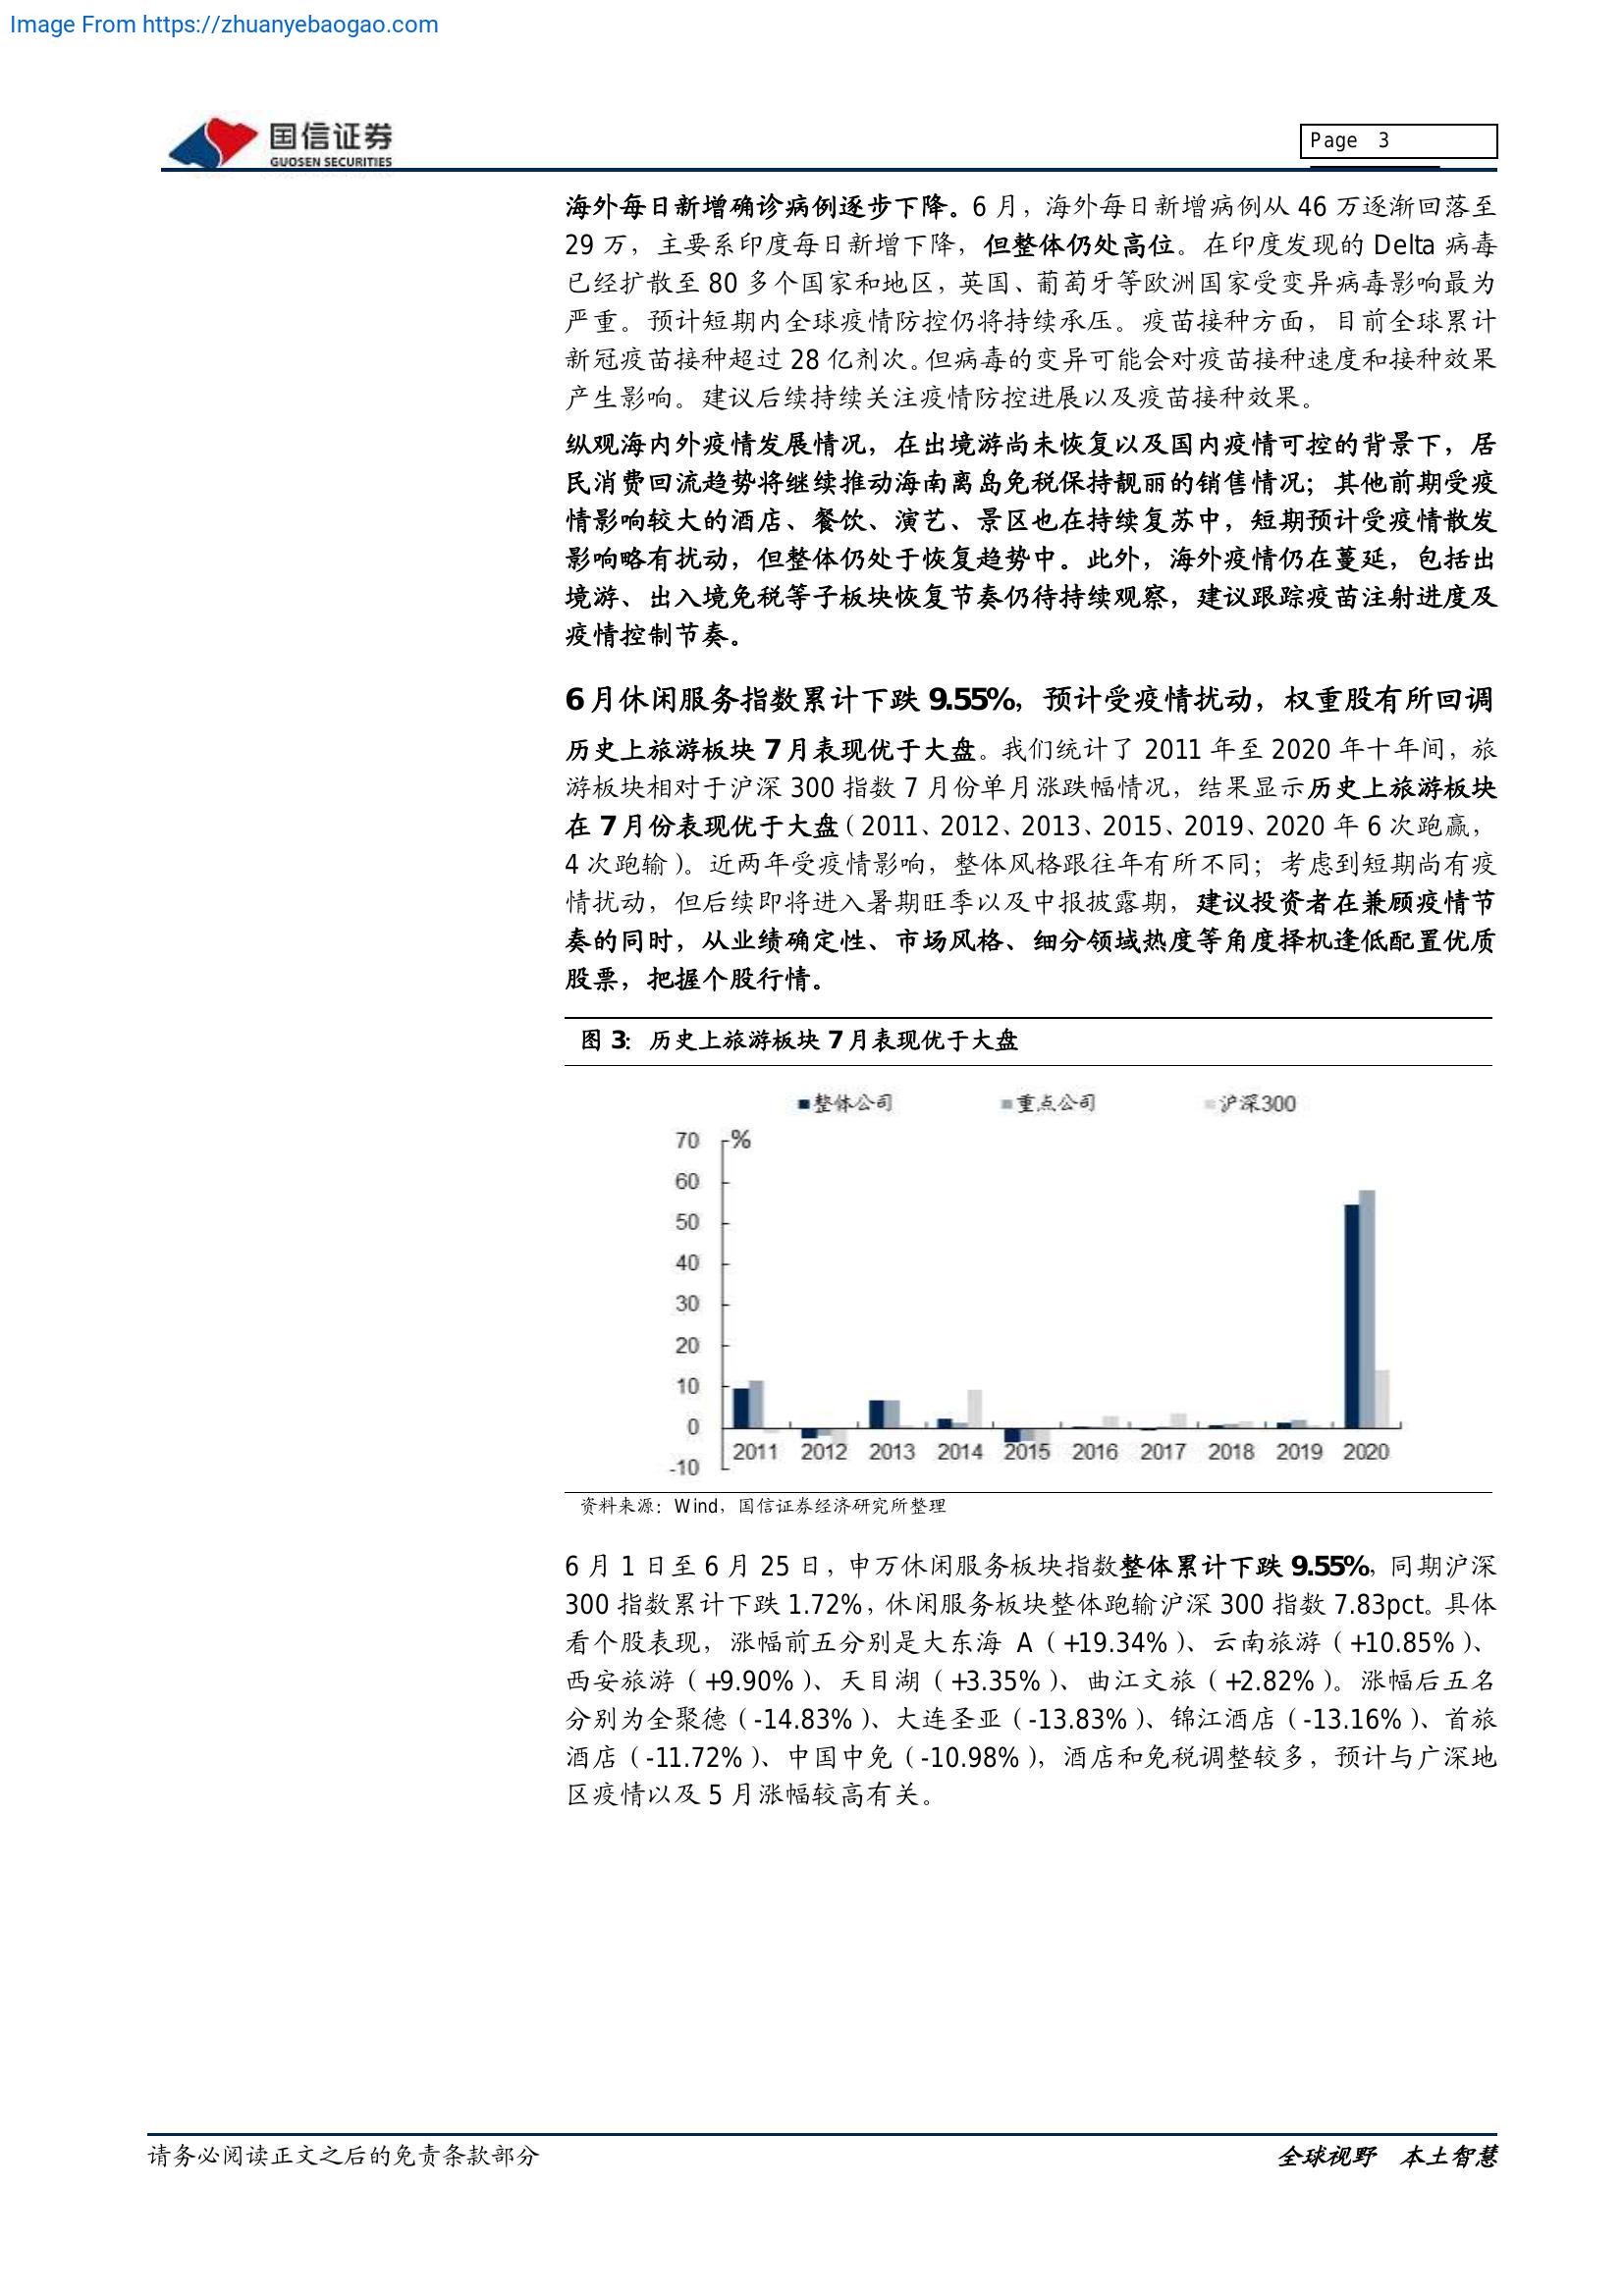 Image From https://zhuanyebaogao.com
国信证券
GUOSEN SECURITIES
Page 3
海外每日新增确诊病例逐步下降。6 月，海外每日新增病例从 46 万逐渐回落至
29 万，主要系印度每日新增下降，但整体仍处高位。在印度发现的 Delta 病毒
已经扩散至 80 多个国家和地区，英国、葡萄牙等欧洲国家受变异病毒影响最为
严重。预计短期内全球疫情防控仍将持续承压。疫苗接种方面，目前全球累计
新冠疫苗接种超过 28 亿剂次。但病毒的变异可能会对疫苗接种速度和接种效果
产生影响。建议后续持续关注疫情防控进展以及疫苗接种效果。
纵观海内外疫情发展情况，在出境游尚未恢复以及国内疫情可控的背景下，居
民消费回流趋势将继续推动海南离岛免税保持靓丽的销售情况；其他前期受疫
情影响较大的酒店、餐饮、演艺、景区也在持续复苏中，短期预计受疫情散发
影响略有扰动，但整体仍处于恢复趋势中。此外，海外疫情仍在蔓延，包括出
境游、出入境免税等子板块恢复节奏仍待持续观察，建议跟踪疫苗注射进度及
疫情控制节奏。
6 月休闲服务指数累计下跌 9.55%，预计受疫情扰动，权重股有所回调
历史上旅游板块 7 月表现优于大盘。我们统计了 2011 年至 2020 年十年间，旅
游板块相对于沪深 300 指数 7 月份单月涨跌幅情况，结果显示历史上旅游板块
在 7 月份表现优于大盘（2011、2012、2013、2015、2019、2020 年 6 次跑赢，
4 次跑输）。近两年受疫情影响，整体风格跟往年有所不同；考虑到短期尚有疫
情扰动，但后续即将进入暑期旺季以及中报披露期，建议投资者在兼顾疫情节
奏的同时，从业绩确定性、市场风格、细分领域热度等角度择机逢低配置优质
股票，把握个股行情。
图 3：历史上旅游板块 7 月表现优于大盘
整体公司 重点公司 沪深300
70 %
60
50
40
30
20
10
0
2011 2012 2013 2014 2015 2016 2017 2018 2019 2020
-10
资料来源：Wind，国信证券经济研究所整理
6 月 1 日至 6 月 25 日，申万休闲服务板块指数整体累计下跌 9.55%，同期沪深
300 指数累计下跌 1.72%，休闲服务板块整体跑输沪深 300 指数 7.83pct。具体
看个股表现，涨幅前五分别是大东海 A（+19.34%）、云南旅游（+10.85%）、
西安旅游（+9.90%）、天目湖（+3.35%）、曲江文旅（+2.82%）。涨幅后五名
分别为全聚德（-14.83%）、大连圣亚（-13.83%）、锦江酒店（-13.16%）、首旅
酒店（-11.72%）、中国中免（-10.98%），酒店和免税调整较多，预计与广深地
区疫情以及 5 月涨幅较高有关。
请务必阅读正文之后的免责条款部分
全球视野 本土智慧